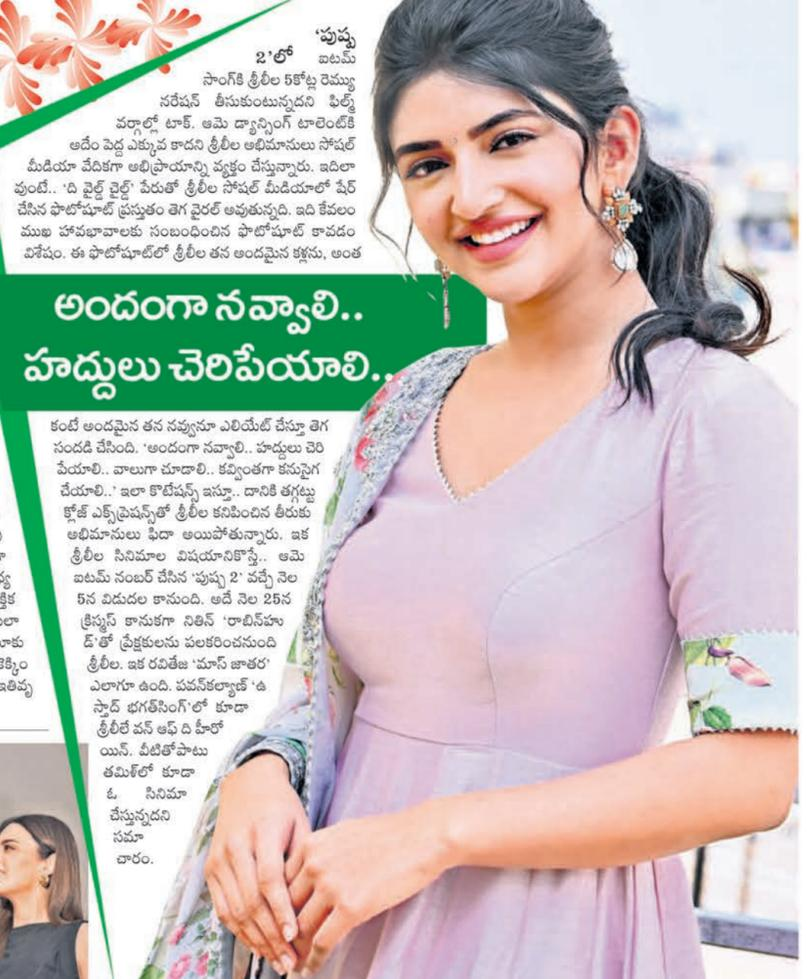 'పుష్ప
2'లో ఐటమ్
సాంగ్‌కి శ్రీలీల 5కోట్ల రెమ్యు
నరేషన్ తీసుకుంటున్నదని ఫిల్మ్
వర్గాల్లో టాక్. ఆమె డ్యాన్సింగ్ టాలెంట్‌కి
అదేం పెద్ద ఎక్కువ కాదని శ్రీలీల అభిమానులు సోషల్
మీడియా వేదికగా అభిప్రాయాన్ని వ్యక్తం చేస్తున్నారు. ఇదిలా
వుంటే.. 'ది వైల్డ్ చైల్డ్' పేరుతో శ్రీలీల సోషల్ మీడియాలో షేర్
చేసిన ఫొటోషూట్ ప్రస్తుతం తెగ వైరల్ అవుతున్నది. ఇది కేవలం
ముఖ హావభావాలకు సంబంధించిన ఫొటోషూట్ కావడం
విశేషం. ఈ ఫొటోషూట్‌లో శ్రీలీల తన అందమైన కళ్లను, అంత
అందంగా నవ్వాలి..
హద్దులు చెరిపేయాలి..
కంటే అందమైన తన నవ్వునూ ఎలియేట్ చేస్తూ తెగ
సందడి చేసింది. 'అందంగా నవ్వాలి.. హద్దులు చెరి
పేయాలి.. వాలుగా చూడాలి.. కవ్వింతగా కనుసైగ
చేయాలి..' ఇలా కొటేషన్స్ ఇస్తూ.. దానికి తగ్గట్టు
క్లోజ్ ఎక్స్‌ప్రెషన్స్‌తో శ్రీలీల కనిపించిన తీరుకు
అభిమానులు ఫిదా అయిపోతున్నారు. ఇక
శ్రీలీల సినిమాల విషయానికొస్తే.. ఆమె
ఐటమ్ నంబర్ చేసిన 'పుష్ప 2' వచ్చే నెల
5న విడుదల కానుంది. అదే నెల 25న
క్రిస్మస్ కానుకగా నితిన్ 'రాబిన్‌హు
డ్'తో ప్రేక్షకులను పలకరించనుంది
శ్రీలీల. ఇక రవితేజ 'మాస్ జాతర'
ఎలాగూ ఉంది. పవన్‌కల్యాణ్ 'ఉ
స్తాద్ భగత్‌సింగ్'లో కూడా
శ్రీలీలే వన్ ఆఫ్ ది హీరో
యిన్. వీటితోపాటు
తమిళ్‌లో కూడా
ఓ సినిమా
చేస్తున్నదని
సమా
చారం.